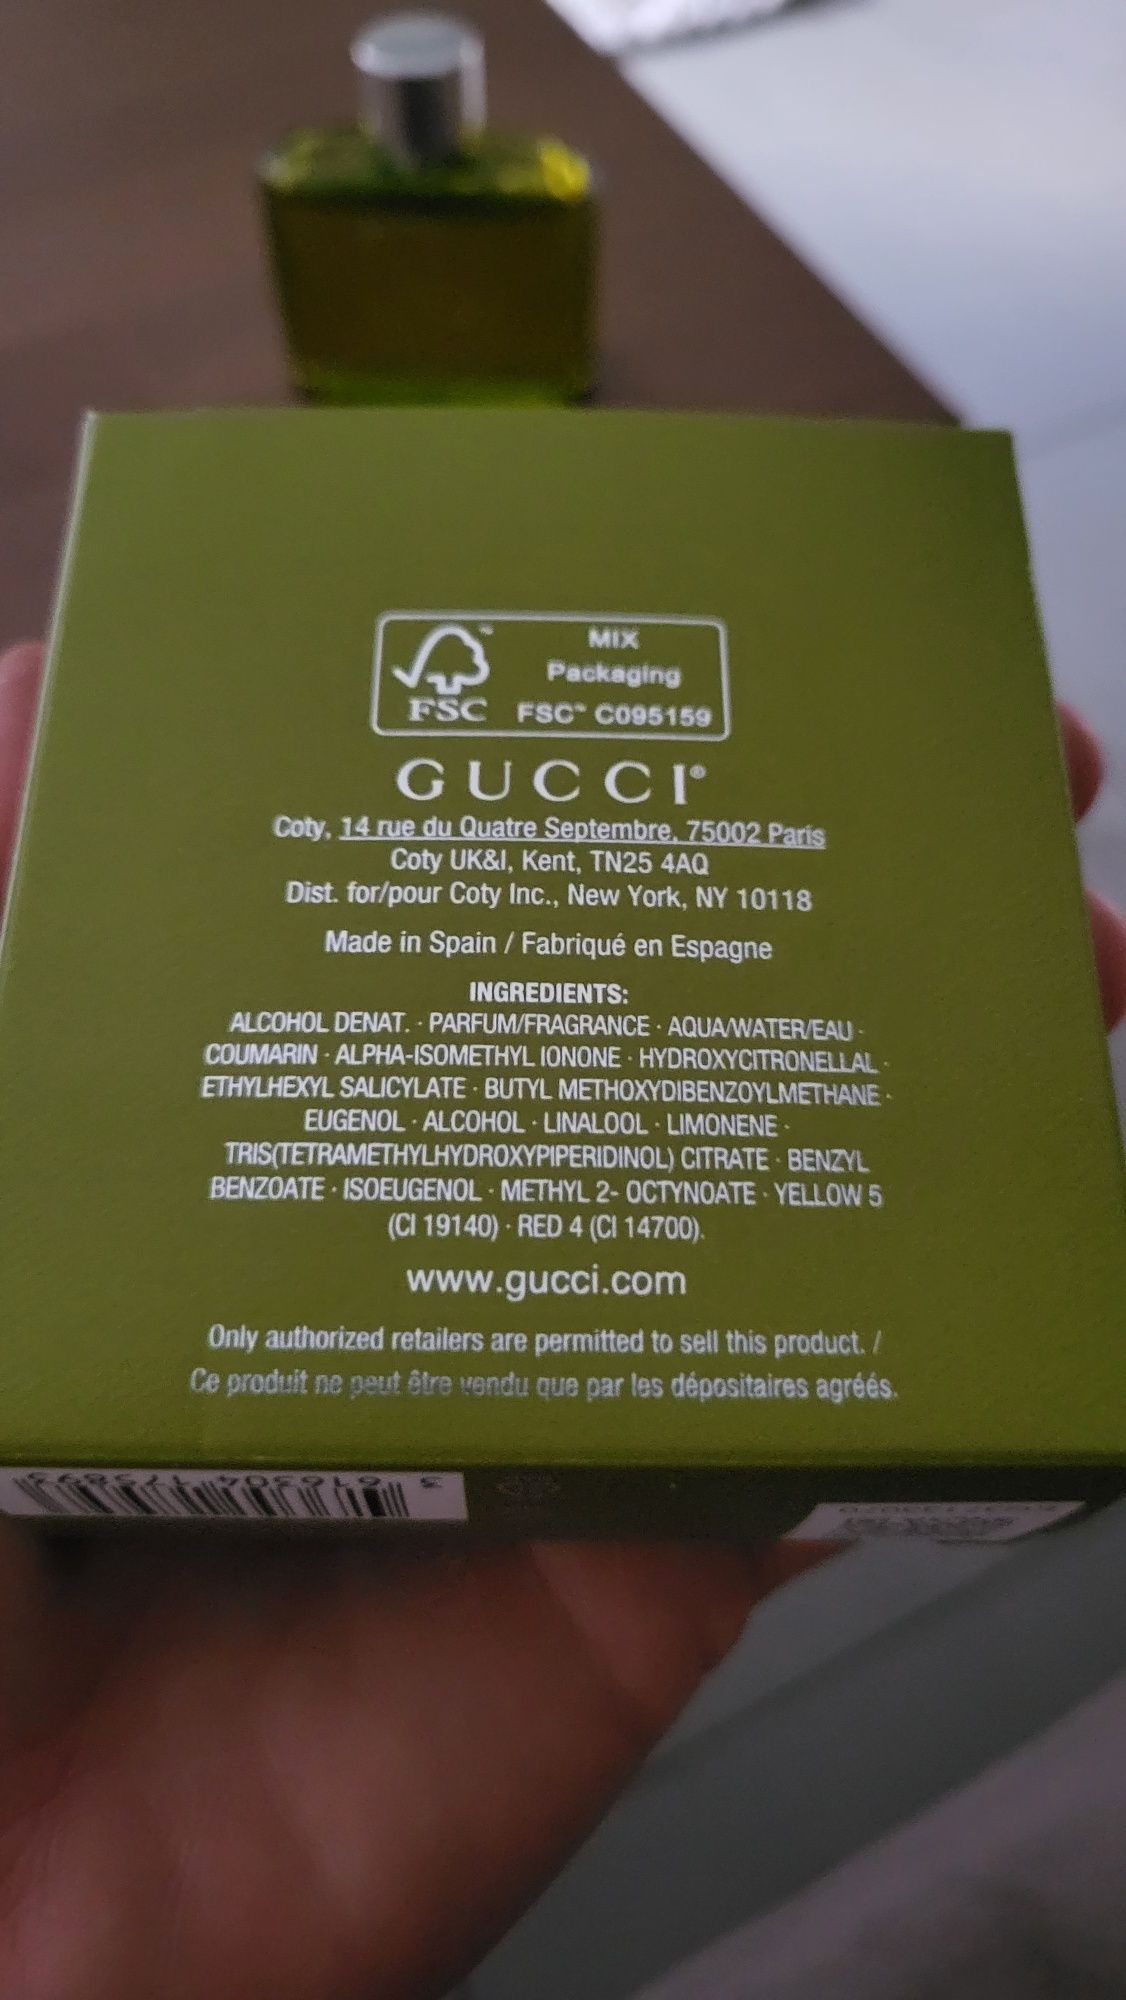 MIX
Packaging
FSC™ C095159
FSC™
GUCCI®
Coty, 14 rue du Quatre Septembre, 75002 Paris
Coty UK&I, Kent, TN25 4AQ
Dist. for/pour Coty Inc., New York, NY 10118
Made in Spain / Fabriqué en Espagne
INGREDIENTS:
ALCOHOL DENAT. · PARFUM/FRAGRANCE · AQUA/WATER/EAU ·
COUMARIN · ALPHA-ISOMETHYL IONONE · HYDROXYCITRONELLAL ·
ETHYLHEXYL SALICYLATE · BUTYL METHOXYDIBENZOYLMETHANE ·
EUGENOL · ALCOHOL · LINALOOL · LIMONENE ·
TRIS(TETRAMETHYLHYDROXYPIPERIDINOL) CITRATE · BENZYL
BENZOATE · ISOEUGENOL · METHYL 2- OCTYNOATE · YELLOW 5
(CI 19140) · RED 4 (CI 14700).
www.gucci.com
Only authorized retailers are permitted to sell this product. /
Ce produit ne peut être vendu que par les dépositaires agréés.